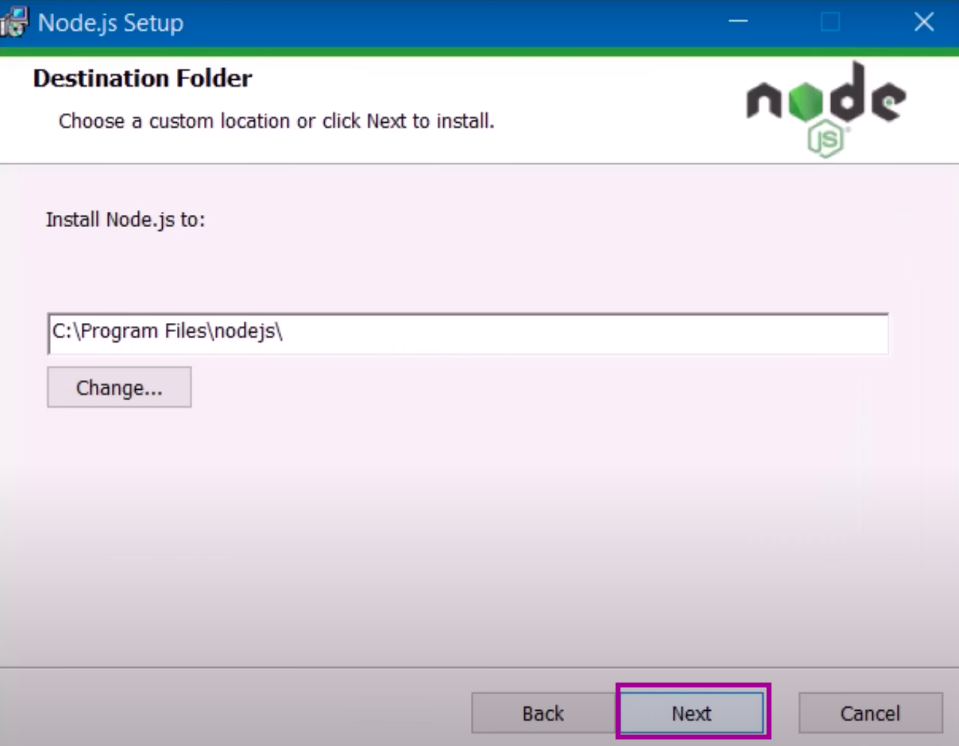 Node.js Setup
Destination Folder
Choose a custom location or click Next to install.
node
JS
Install Node.js to:
C:\Program Files\nodejs\
Change...
Back
Next
Cancel